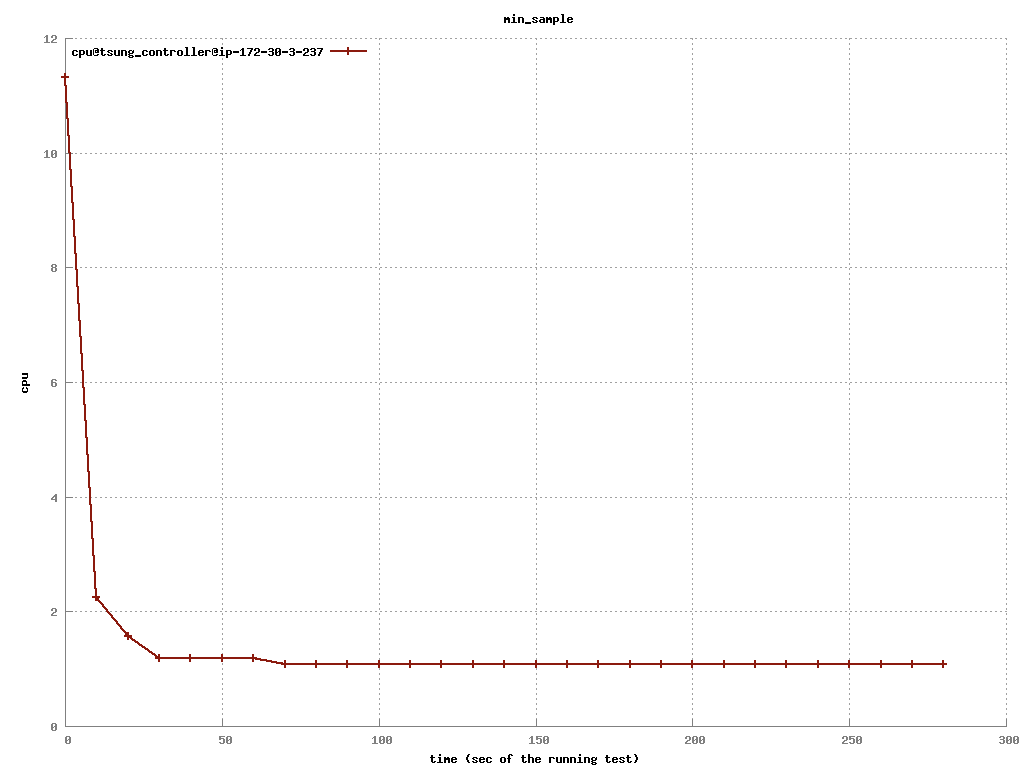 min_sample
12
cpu@tsung_controller@ip-172-30-3-237
10
8
6
cpu
4
2
0
0 50 100 150 200 250 300
time (sec of the running test)